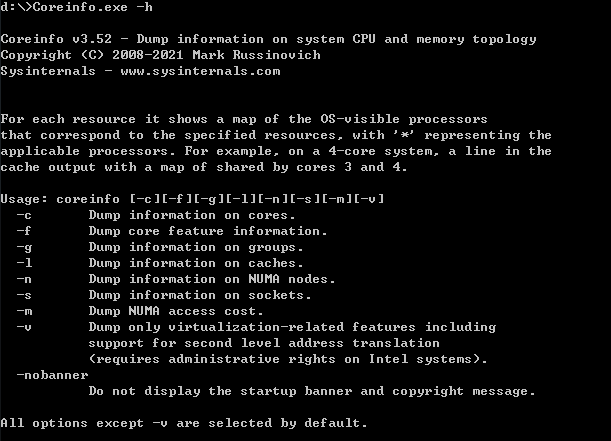 d:\>Coreinfo.exe -h

Coreinfo v3.52 - Dump information on system CPU and memory topology
Copyright (C) 2008-2021 Mark Russinovich
Sysinternals - www.sysinternals.com


For each resource it shows a map of the OS-visible processors
that correspond to the specified resources, with '*' representing the
applicable processors. For example, on a 4-core system, a line in the
cache output with a map of shared by cores 3 and 4.

Usage: coreinfo [-c][-f][-g][-l][-n][-s][-m][-v]
  -c       Dump information on cores.
  -f       Dump core feature information.
  -g       Dump information on groups.
  -l       Dump information on caches.
  -n       Dump information on NUMA nodes.
  -s       Dump information on sockets.
  -m       Dump NUMA access cost.
  -v       Dump only virtualization-related features including
           support for second level address translation
           (requires administrative rights on Intel systems).
  -nobanner
           Do not display the startup banner and copyright message.

All options except -v are selected by default.